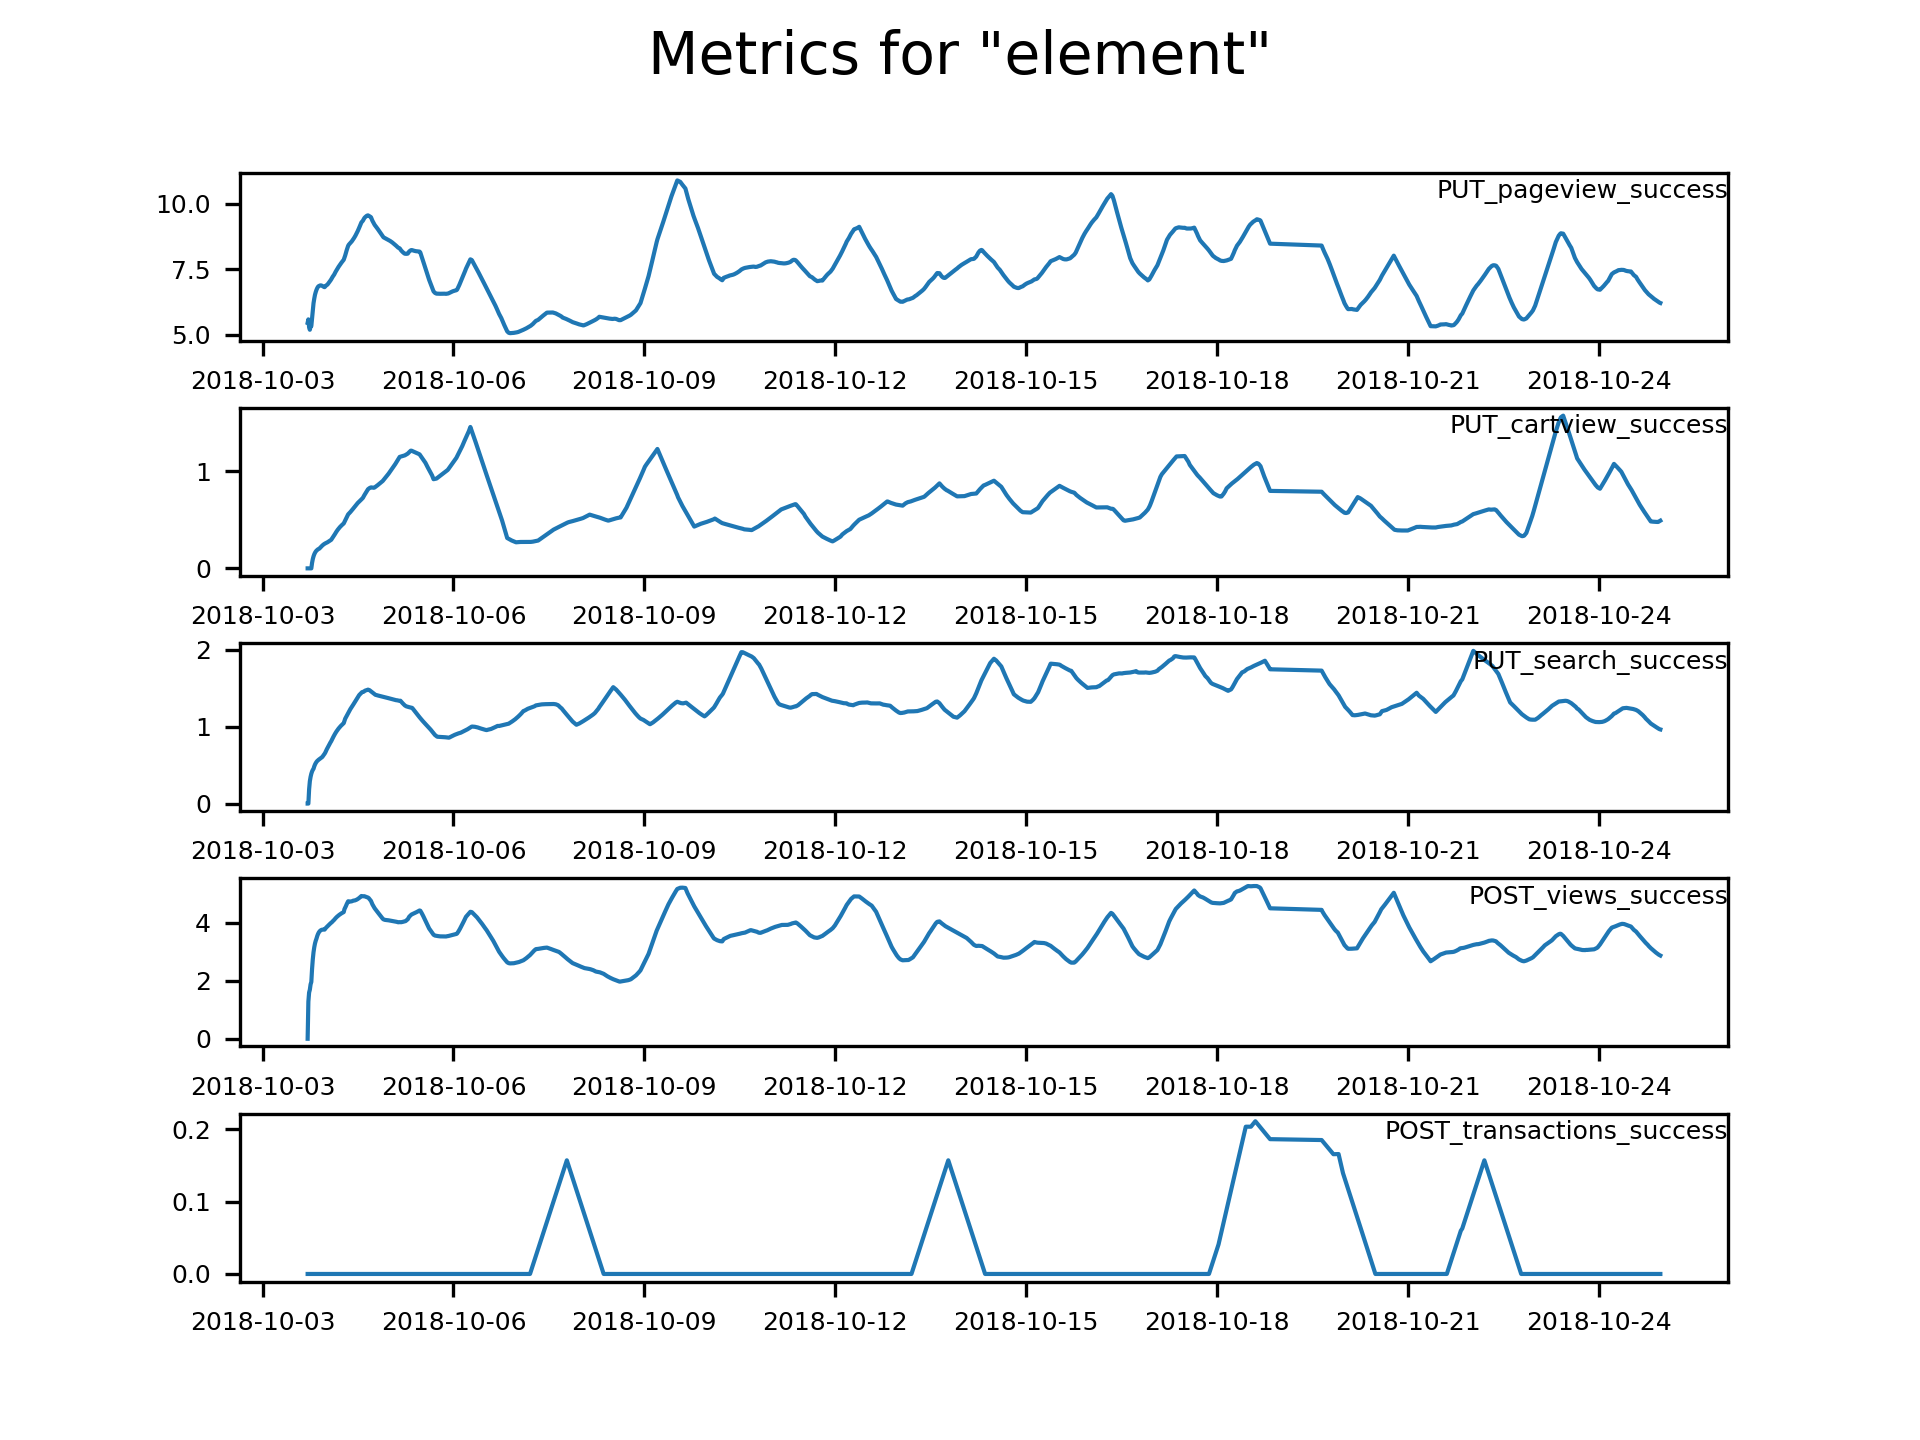 Metrics for "element"
PUT_pageview_success
10.0
7.5
5.0
2018-10-03 2018-10-06 2018-10-09 2018-10-12 2018-10-15 2018-10-18 2018-10-21 2018-10-24
PUT_cartview_success
1
0
2018-10-03 2018-10-06 2018-10-09 2018-10-12 2018-10-15 2018-10-18 2018-10-21 2018-10-24
2
PUT_search_success
1
0
2018-10-03 2018-10-06 2018-10-09 2018-10-12 2018-10-15 2018-10-18 2018-10-21 2018-10-24
POST_views_success
4
2
0
2018-10-03 2018-10-06 2018-10-09 2018-10-12 2018-10-15 2018-10-18 2018-10-21 2018-10-24
0.2
POST_transactions_success
0.1
0.0
2018-10-03 2018-10-06 2018-10-09 2018-10-12 2018-10-15 2018-10-18 2018-10-21 2018-10-24